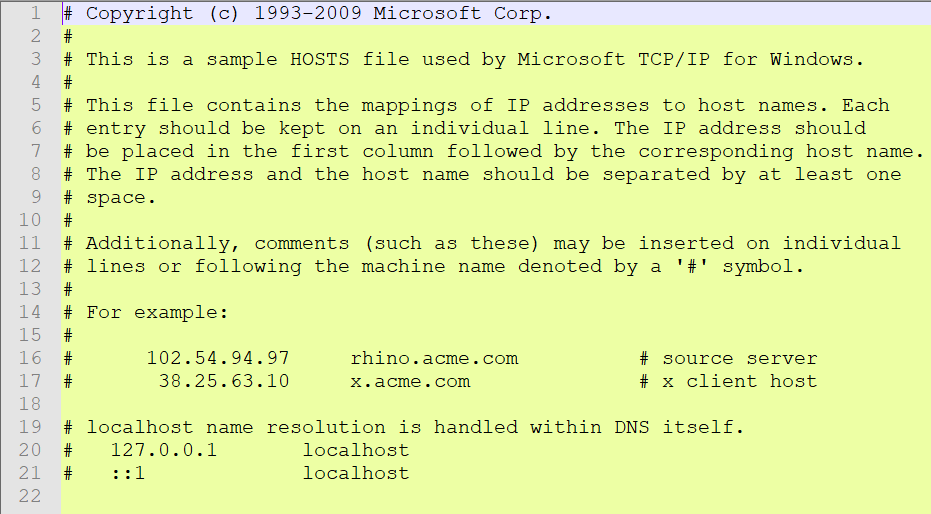 1 # Copyright (c) 1993-2009 Microsoft Corp.
2 #
3 # This is a sample HOSTS file used by Microsoft TCP/IP for Windows.
4 #
5 # This file contains the mappings of IP addresses to host names. Each
6 # entry should be kept on an individual line. The IP address should
7 # be placed in the first column followed by the corresponding host name.
8 # The IP address and the host name should be separated by at least one
9 # space.
10 #
11 # Additionally, comments (such as these) may be inserted on individual
12 # lines or following the machine name denoted by a '#' symbol.
13 #
14 # For example:
15 #
16 #      102.54.94.97     rhino.acme.com          # source server
17 #       38.25.63.10     x.acme.com              # x client host
18
19 # localhost name resolution is handled within DNS itself.
20 #   127.0.0.1       localhost
21 #   ::1             localhost
22